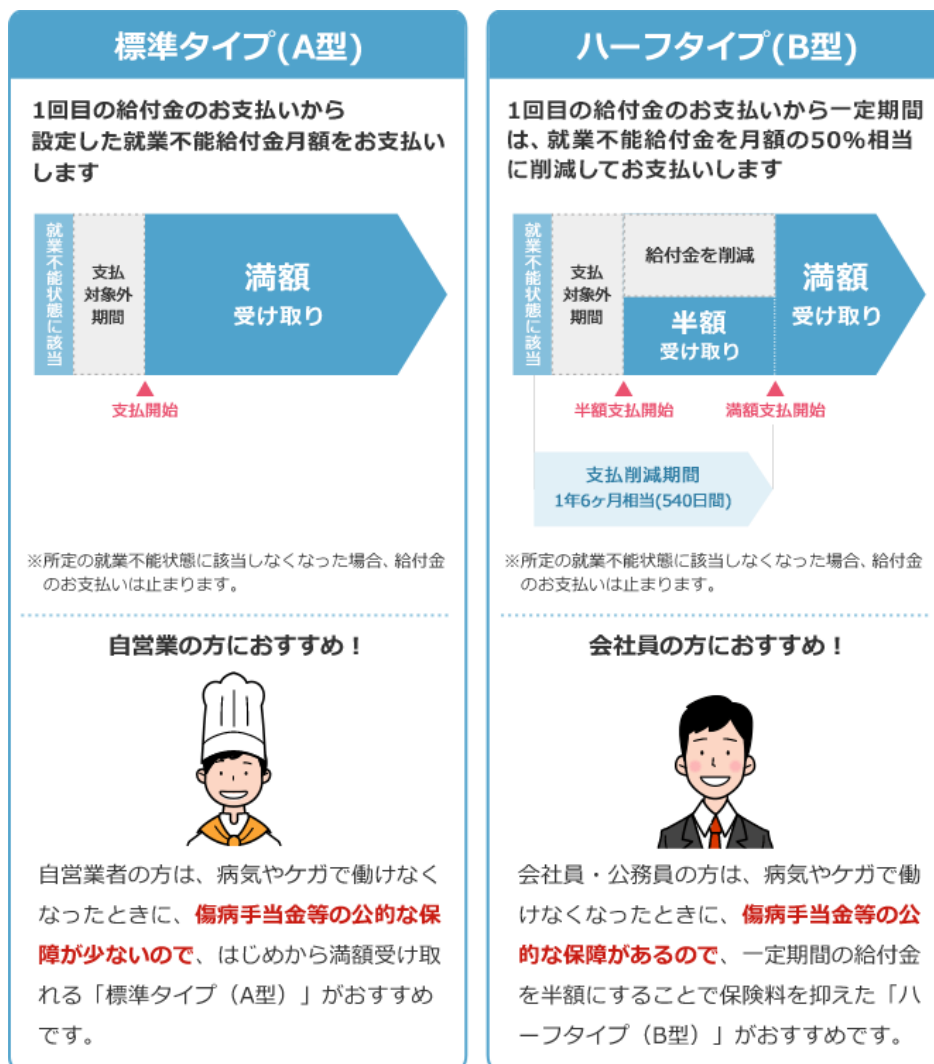 標準タイプ(A型)
1回目の給付金のお支払いから
設定した就業不能給付金月額をお支払い
します
就業不能状態に該当
支払
対象外
期間
満額
受け取り
支払開始
※所定の就業不能状態に該当しなくなった場合、給付金
のお支払いは止まります。
自営業の方におすすめ！
自営業者の方は、病気やケガで働けなく
なったときに、傷病手当金等の公的な保
障が少ないので、はじめから満額受け取
れる「標準タイプ（A型）」がおすすめ
です。
ハーフタイプ(B型)
1回目の給付金のお支払いから一定期間
は、就業不能給付金を月額の50%相当
に削減してお支払いします
就業不能状態に該当
支払
対象外
期間
給付金を削減
半額
受け取り
満額
受け取り
半額支払開始
満額支払開始
支払削減期間
1年6ヶ月相当(540日間)
※所定の就業不能状態に該当しなくなった場合、給付金
のお支払いは止まります。
会社員の方におすすめ！
会社員・公務員の方は、病気やケガで働
けなくなったときに、傷病手当金等の公
的な保障があるので、一定期間の給付金
を半額にすることで保険料を抑えた「ハ
ーフタイプ（B型）」がおすすめです。